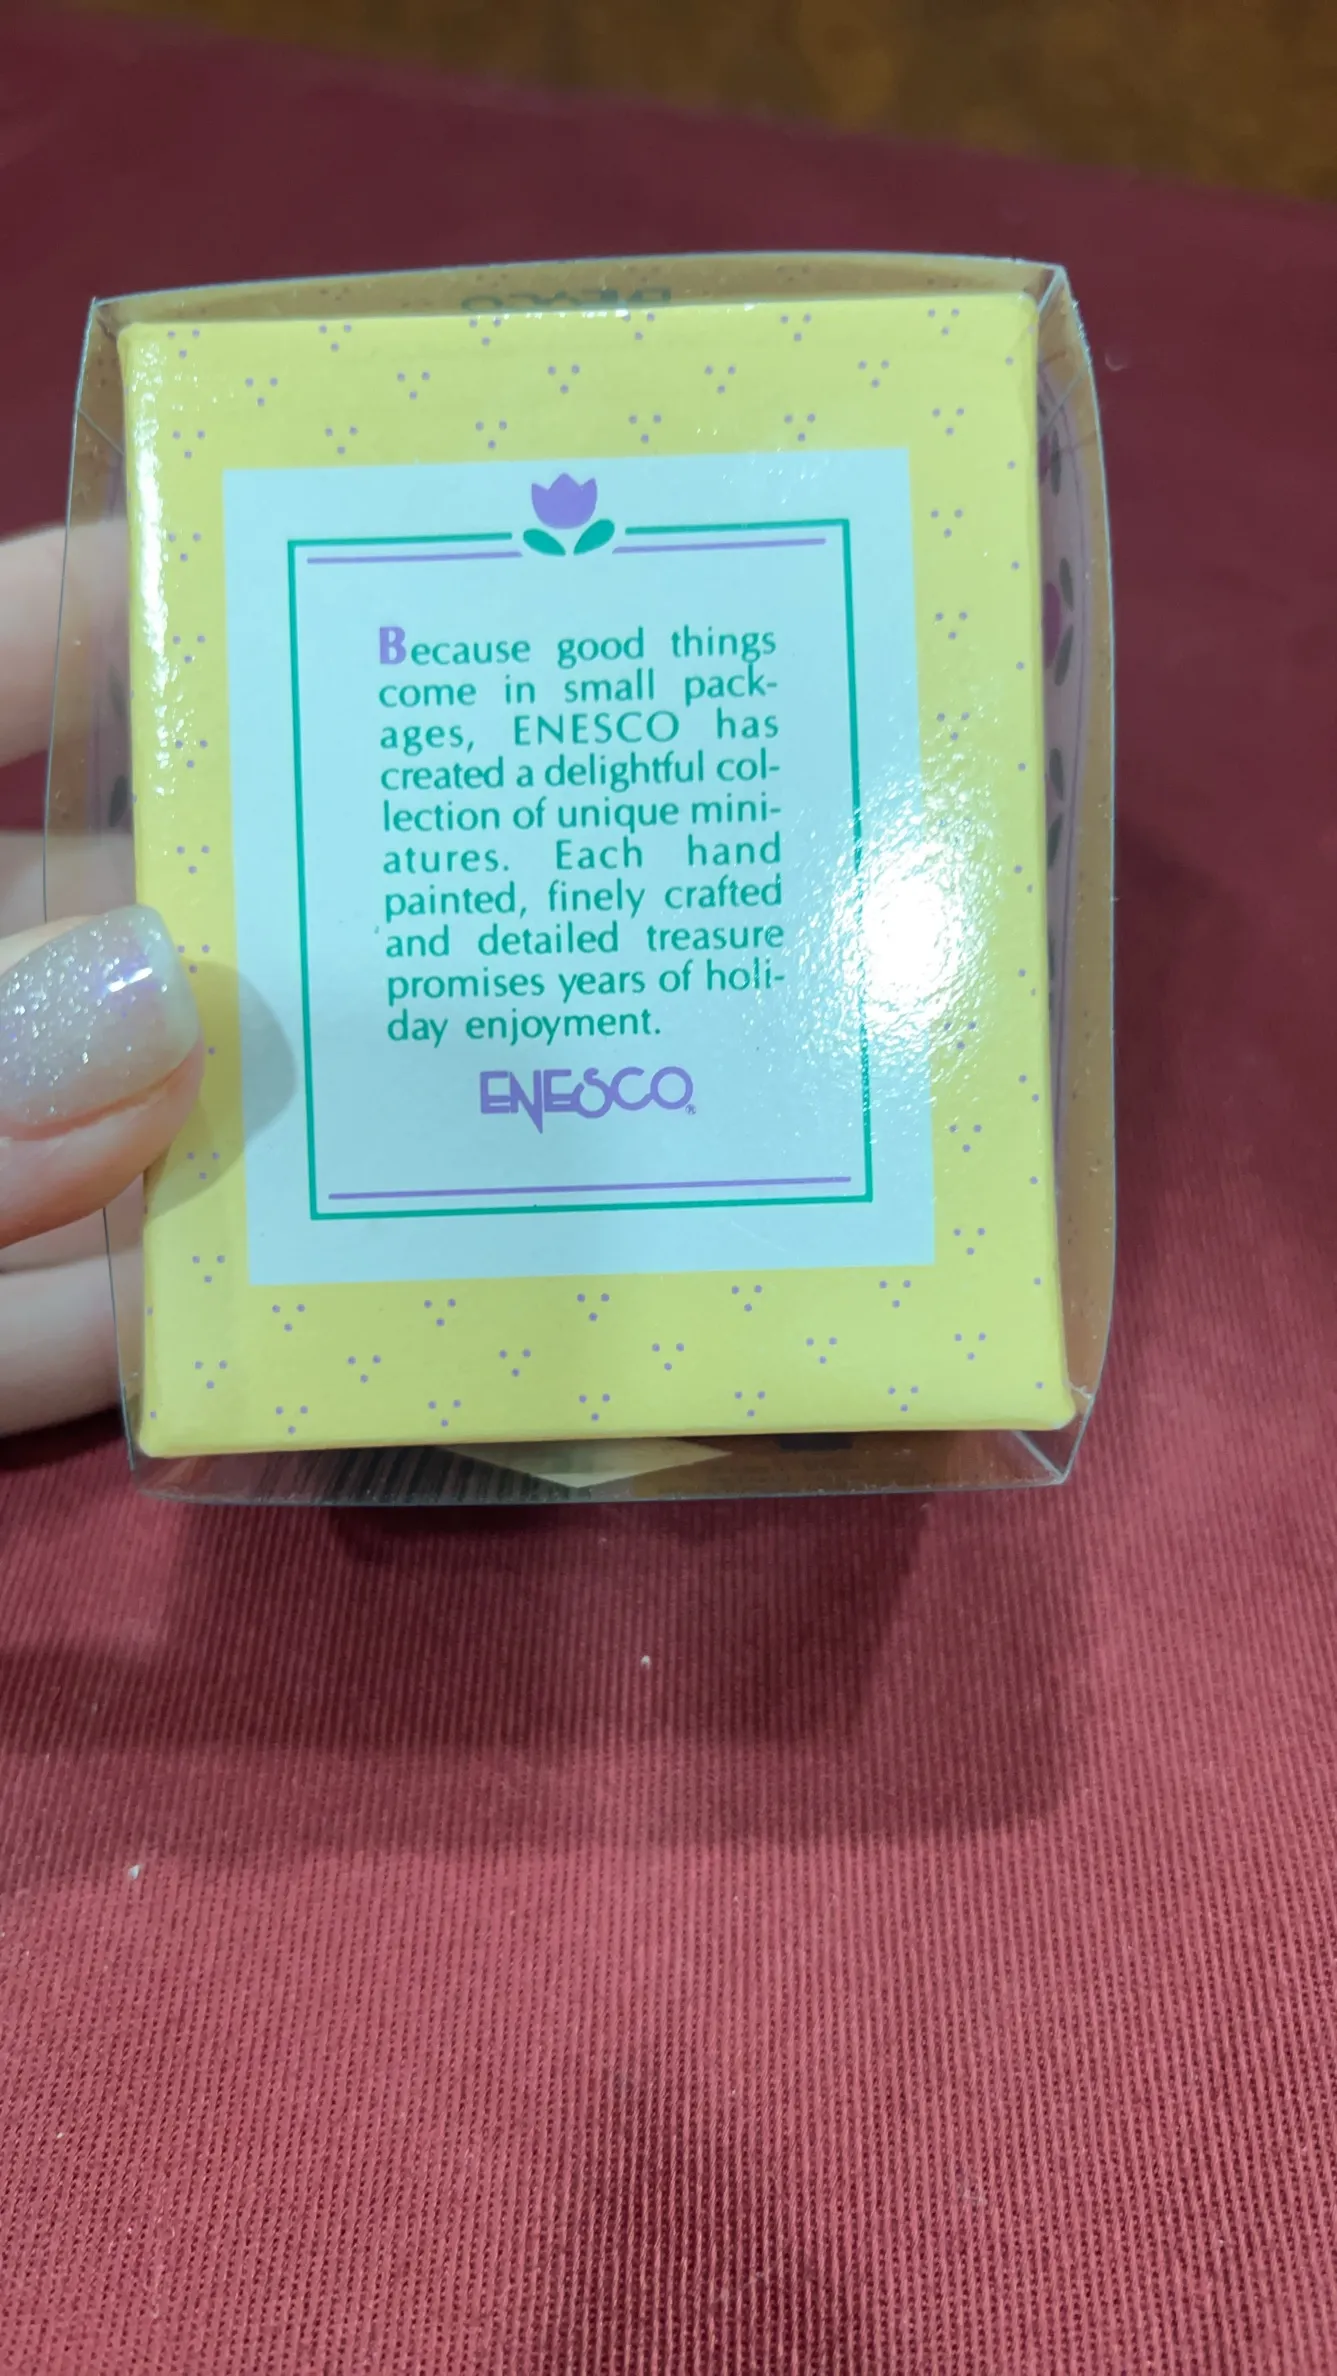 Because good things
come in small pack-
ages, ENESCO has
created a delightful col-
lection of unique mini-
atures. Each hand
painted, finely crafted
and detailed treasure
promises years of holi-
day enjoyment.
ENESCO®